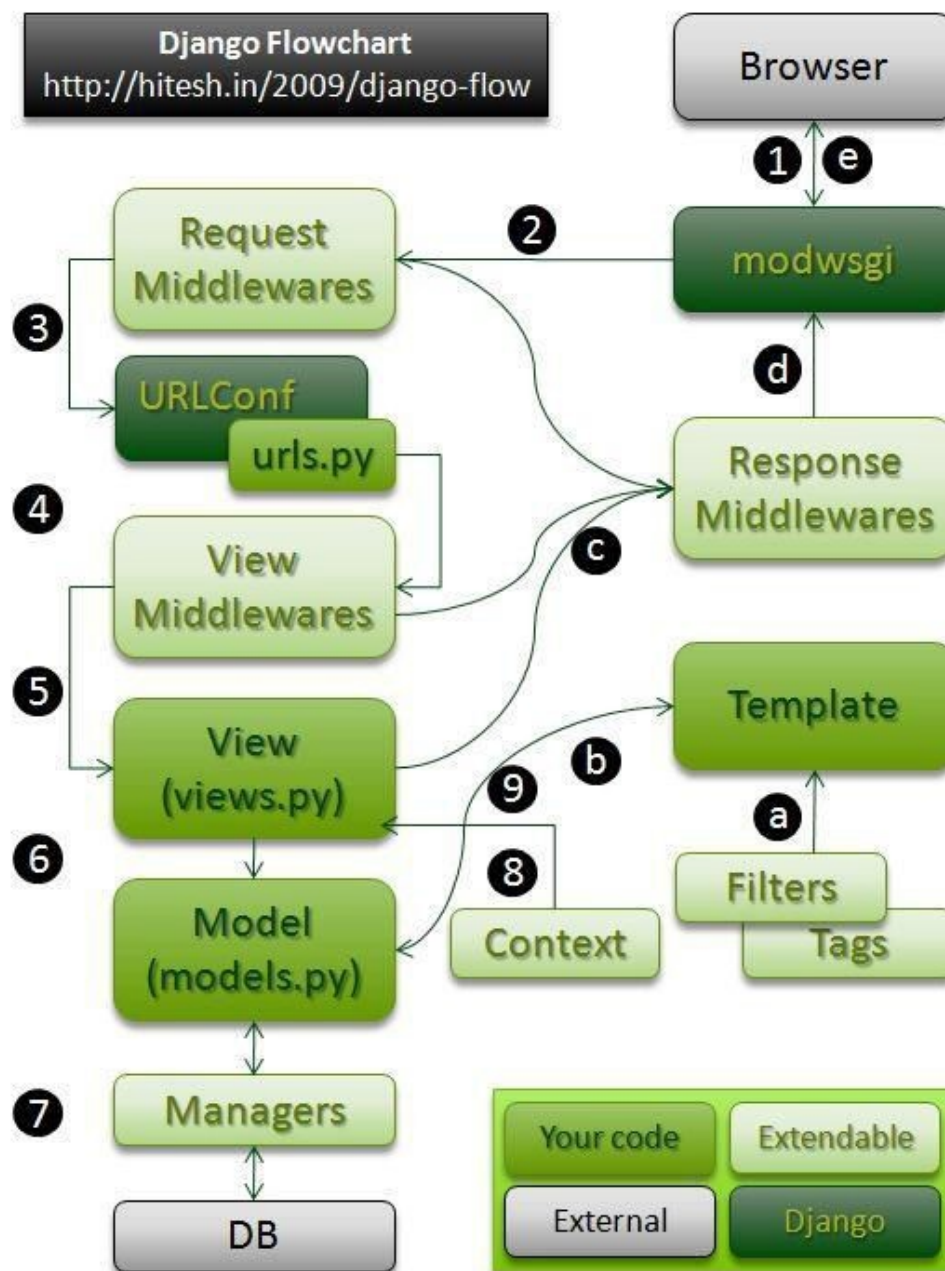 Django Flowchart
http://hitesh.in/2009/django-flow
Browser
1
e
modwsgi
2
Request
Middlewares
3
URLConf
urls.py
d
Response
Middlewares
4
View
Middlewares
c
5
View
(views.py)
Template
b
9
a
6
8
Filters
Tags
Context
Model
(models.py)
7
Managers
DB
Your code
Extendable
External
Django